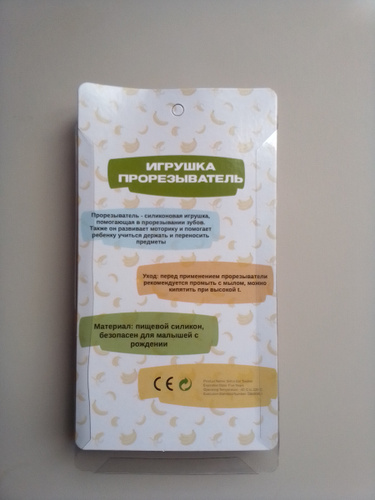 ИГРУШКА
ПРОРЕЗЫВАТЕЛЬ
Прорезыватель - силиконовая игрушка,
помогающая в прорезывании зубов.
Также он развивает моторику и помогает
ребенку учиться держать и переносить
предметы
Уход: перед применением прорезыватели
рекомендуется промыть с мылом, можно
кипятить при высокой t.
Материал: пищевой силикон,
безопасен для малышей с
рождении
CE